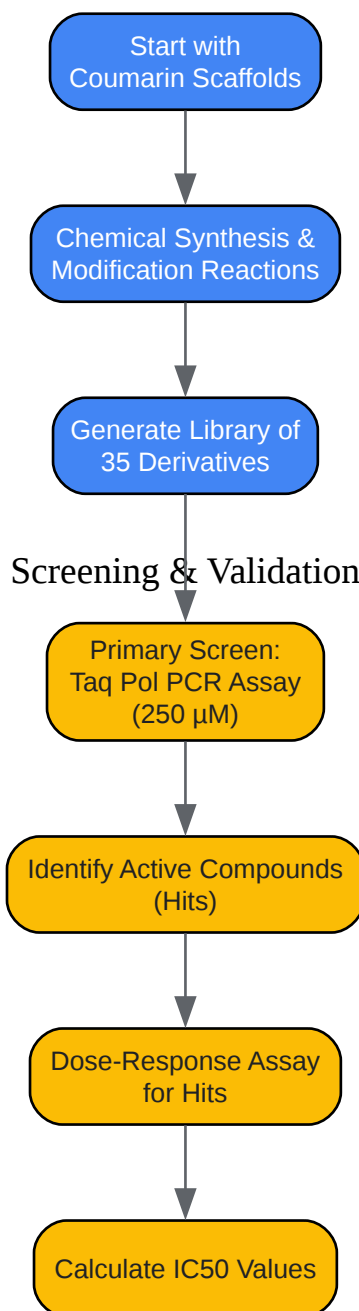 Start with
Coumarin Scaffolds
Chemical Synthesis &
Modification Reactions
Generate Library of
35 Derivatives
Screening & Validation
Primary Screen:
Taq Pol PCR Assay
(250 µM)
Identify Active Compounds
(Hits)
Dose-Response Assay
for Hits
Calculate IC50 Values